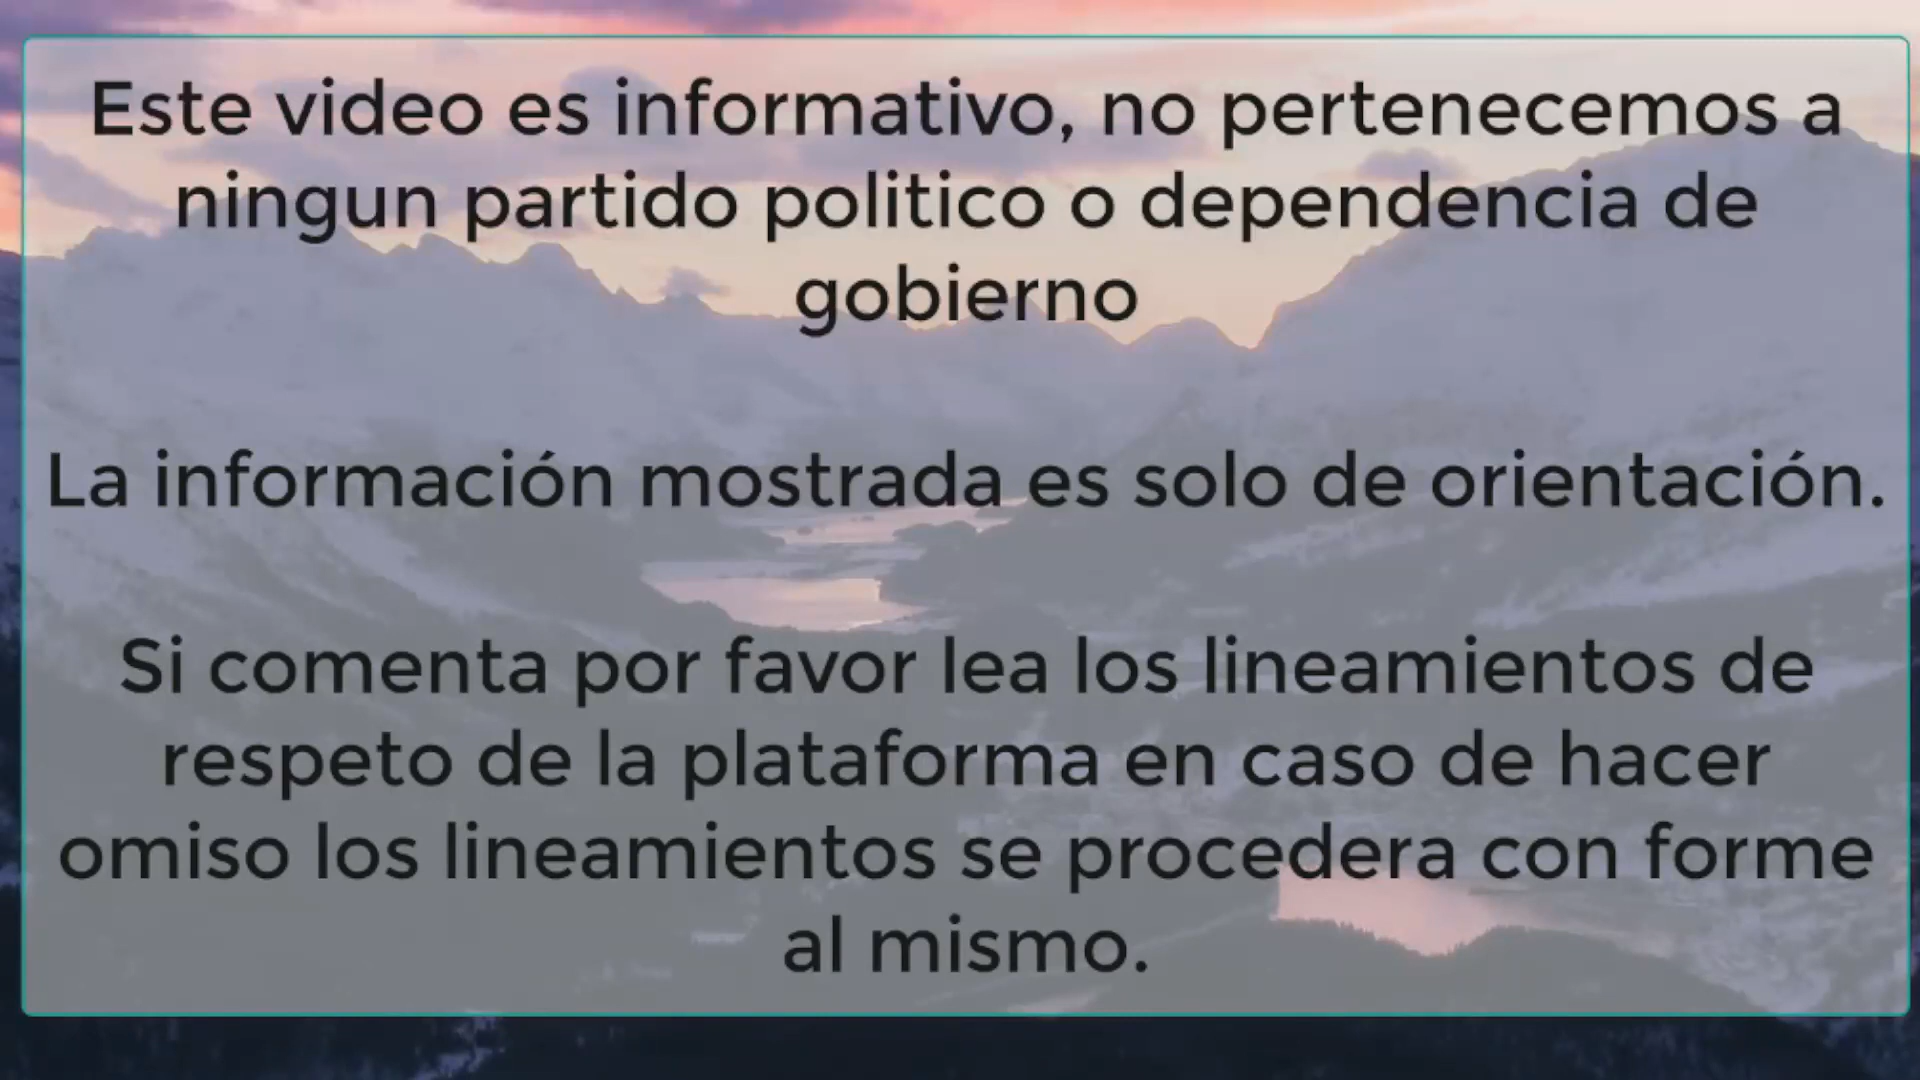 Este video es informativo, no pertenecemos a
ningun partido politico o dependencia de
gobierno
La información mostrada es solo de orientación.
Si comenta por favor lea los lineamientos de
respeto de la plataforma en caso de hacer
omiso los lineamientos se procedera con forme
al mismo.